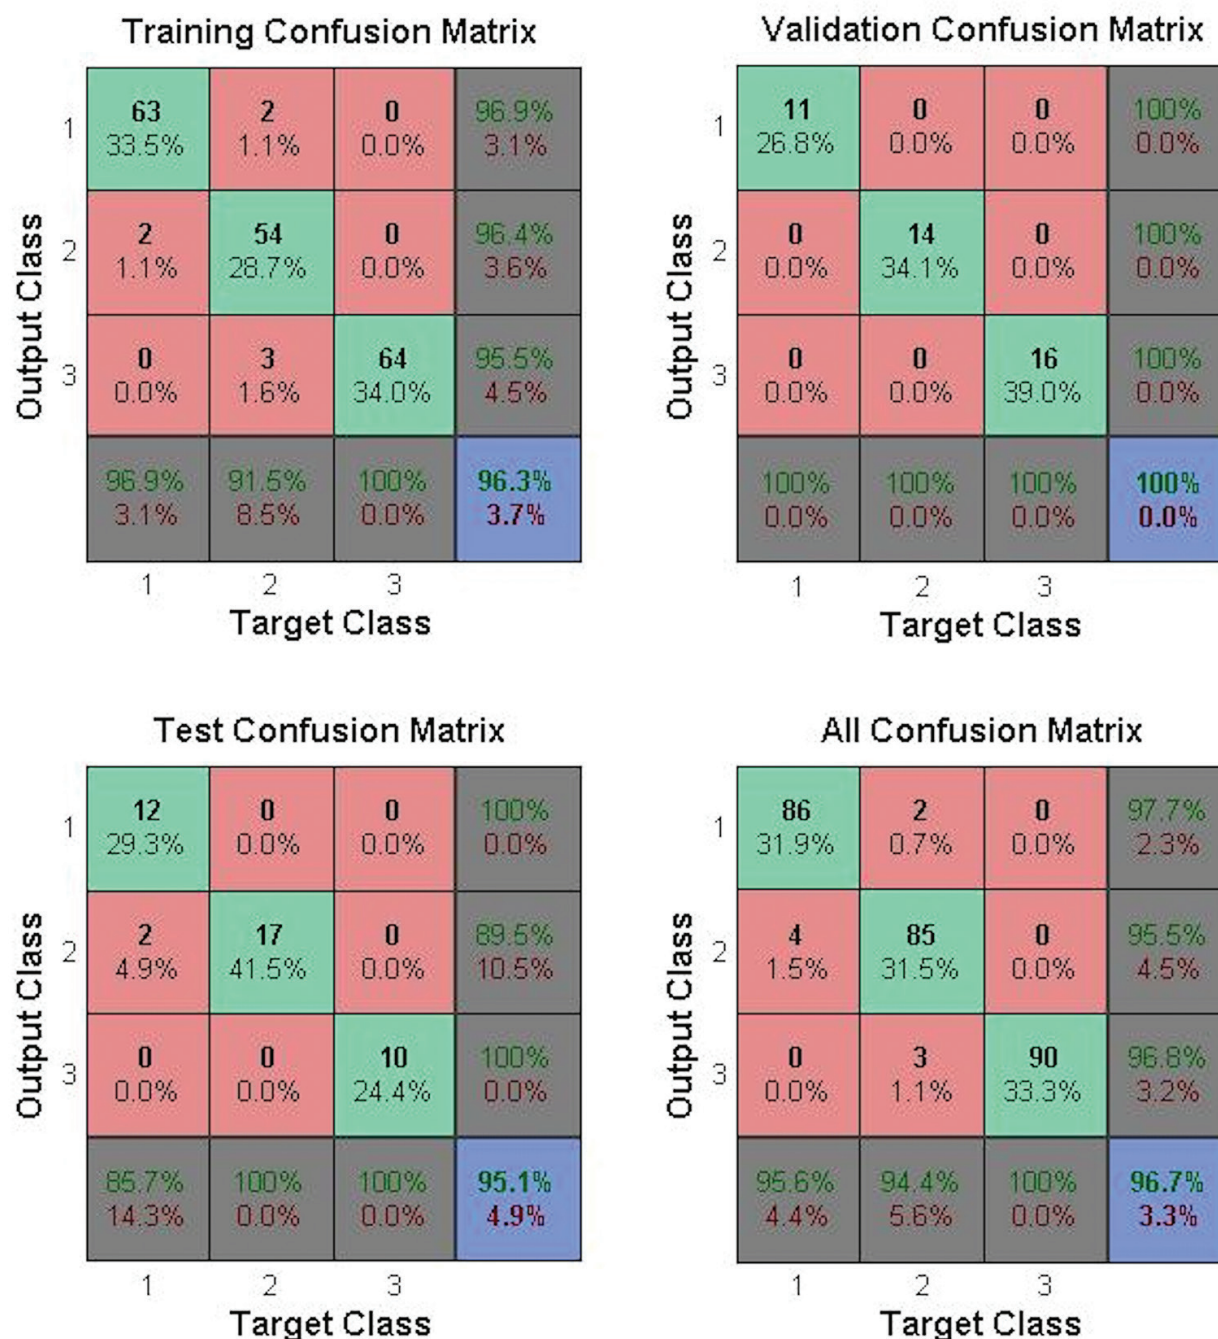 Training Confusion Matrix
1 63 2 0 96.9%
33.5% 1.1% 0.0% 3.1%
2 2 54 0 96.4%
1.1% 28.7% 0.0% 3.6%
3 0 3 64 95.5%
0.0% 1.6% 34.0% 4.5%
96.9% 91.5% 100% 96.3%
3.1% 8.5% 0.0% 3.7%
1 2 3
Target Class
Output Class
Validation Confusion Matrix
1 11 0 0 100%
26.8% 0.0% 0.0% 0.0%
2 0 14 0 100%
0.0% 34.1% 0.0% 0.0%
3 0 0 16 100%
0.0% 0.0% 39.0% 0.0%
100% 100% 100% 100%
0.0% 0.0% 0.0% 0.0%
1 2 3
Target Class
Output Class
Test Confusion Matrix
1 12 0 0 100%
29.3% 0.0% 0.0% 0.0%
2 2 17 0 89.5%
4.9% 41.5% 0.0% 10.5%
3 0 0 10 100%
0.0% 0.0% 24.4% 0.0%
85.7% 100% 100% 95.1%
14.3% 0.0% 0.0% 4.9%
1 2 3
Target Class
Output Class
All Confusion Matrix
1 86 2 0 97.7%
31.9% 0.7% 0.0% 2.3%
2 4 85 0 95.5%
1.5% 31.5% 0.0% 4.5%
3 0 3 90 96.8%
0.0% 1.1% 33.3% 3.2%
95.6% 94.4% 100% 96.7%
4.4% 5.6% 0.0% 3.3%
1 2 3
Target Class
Output Class